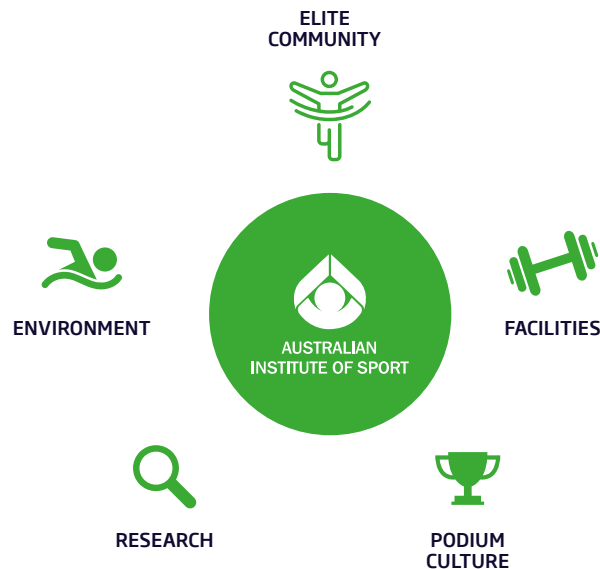 ELITE
COMMUNITY
ENVIRONMENT
FACILITIES
AUSTRALIAN
INSTITUTE OF SPORT
RESEARCH
PODIUM
CULTURE